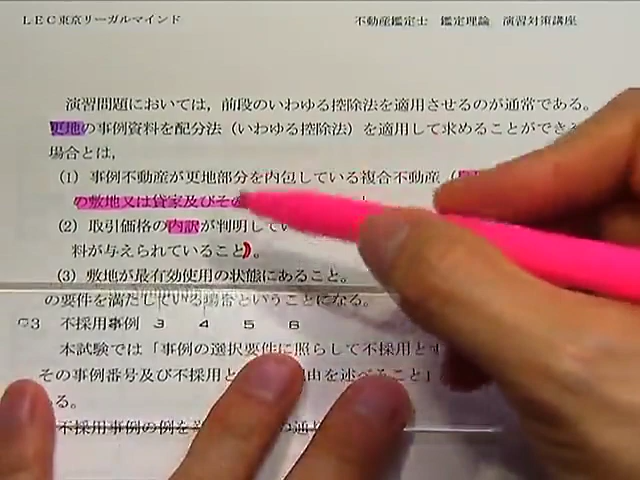 LEC東京リーガルマインド 不動産鑑定士 鑑定理論 演習対策講座
演習問題においては，前段のいわゆる控除法を適用させるのが通常である。
更地の事例資料を配分法（いわゆる控除法）を適用して求めることができる
場合とは，
(1) 事例不動産が更地部分を内包している複合不動産（
の敷地又は貸家及びその
(2) 取引価格の内訳が判明してい
料が与えられていること)。
(3) 敷地が最有効使用の状態にあること。
の要件を満たしている場合ということになる。
3 不採用事例 3 4 5 6
本試験では「事例の選択要件に照らして不採用とす
その事例番号及び不採用と 由を述べること」
る。
不採用事例の例を の通